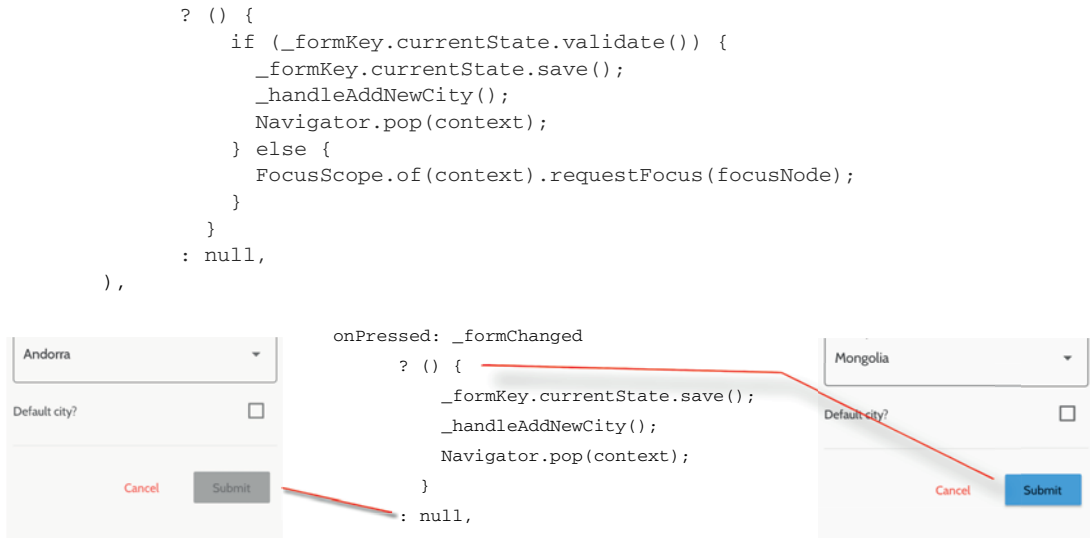 ? () {
if (_formKey.currentState.validate()) {
_formKey.currentState.save();
_handleAddNewCity();
Navigator.pop(context);
} else {
FocusScope.of(context).requestFocus(focusNode);
}
}
: null,
),
Andorra
Default city?
Cancel Submit
onPressed: _formChanged
? () {
_formKey.currentState.save();
_handleAddNewCity();
Navigator.pop(context);
}
: null,
Mongolia
Default city?
Cancel Submit